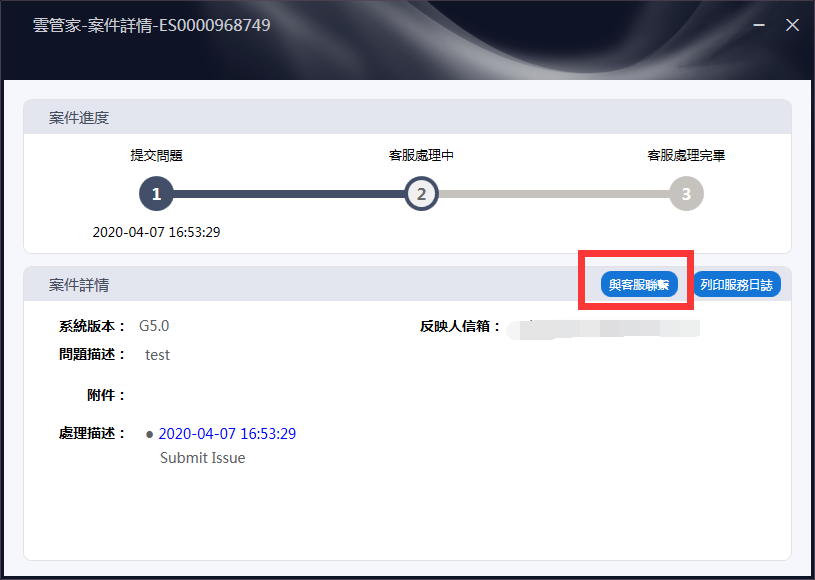 雲管家-案件詳情-ES0000968749
案件進度
提交問題 客服處理中 客服處理完畢
1 2 3
2020-04-07 16:53:29
案件詳情 與客服聯繫 列印服務日誌
系統版本： G5.0 反映人信箱：
問題描述： test
附件：
處理描述： ● 2020-04-07 16:53:29
Submit Issue